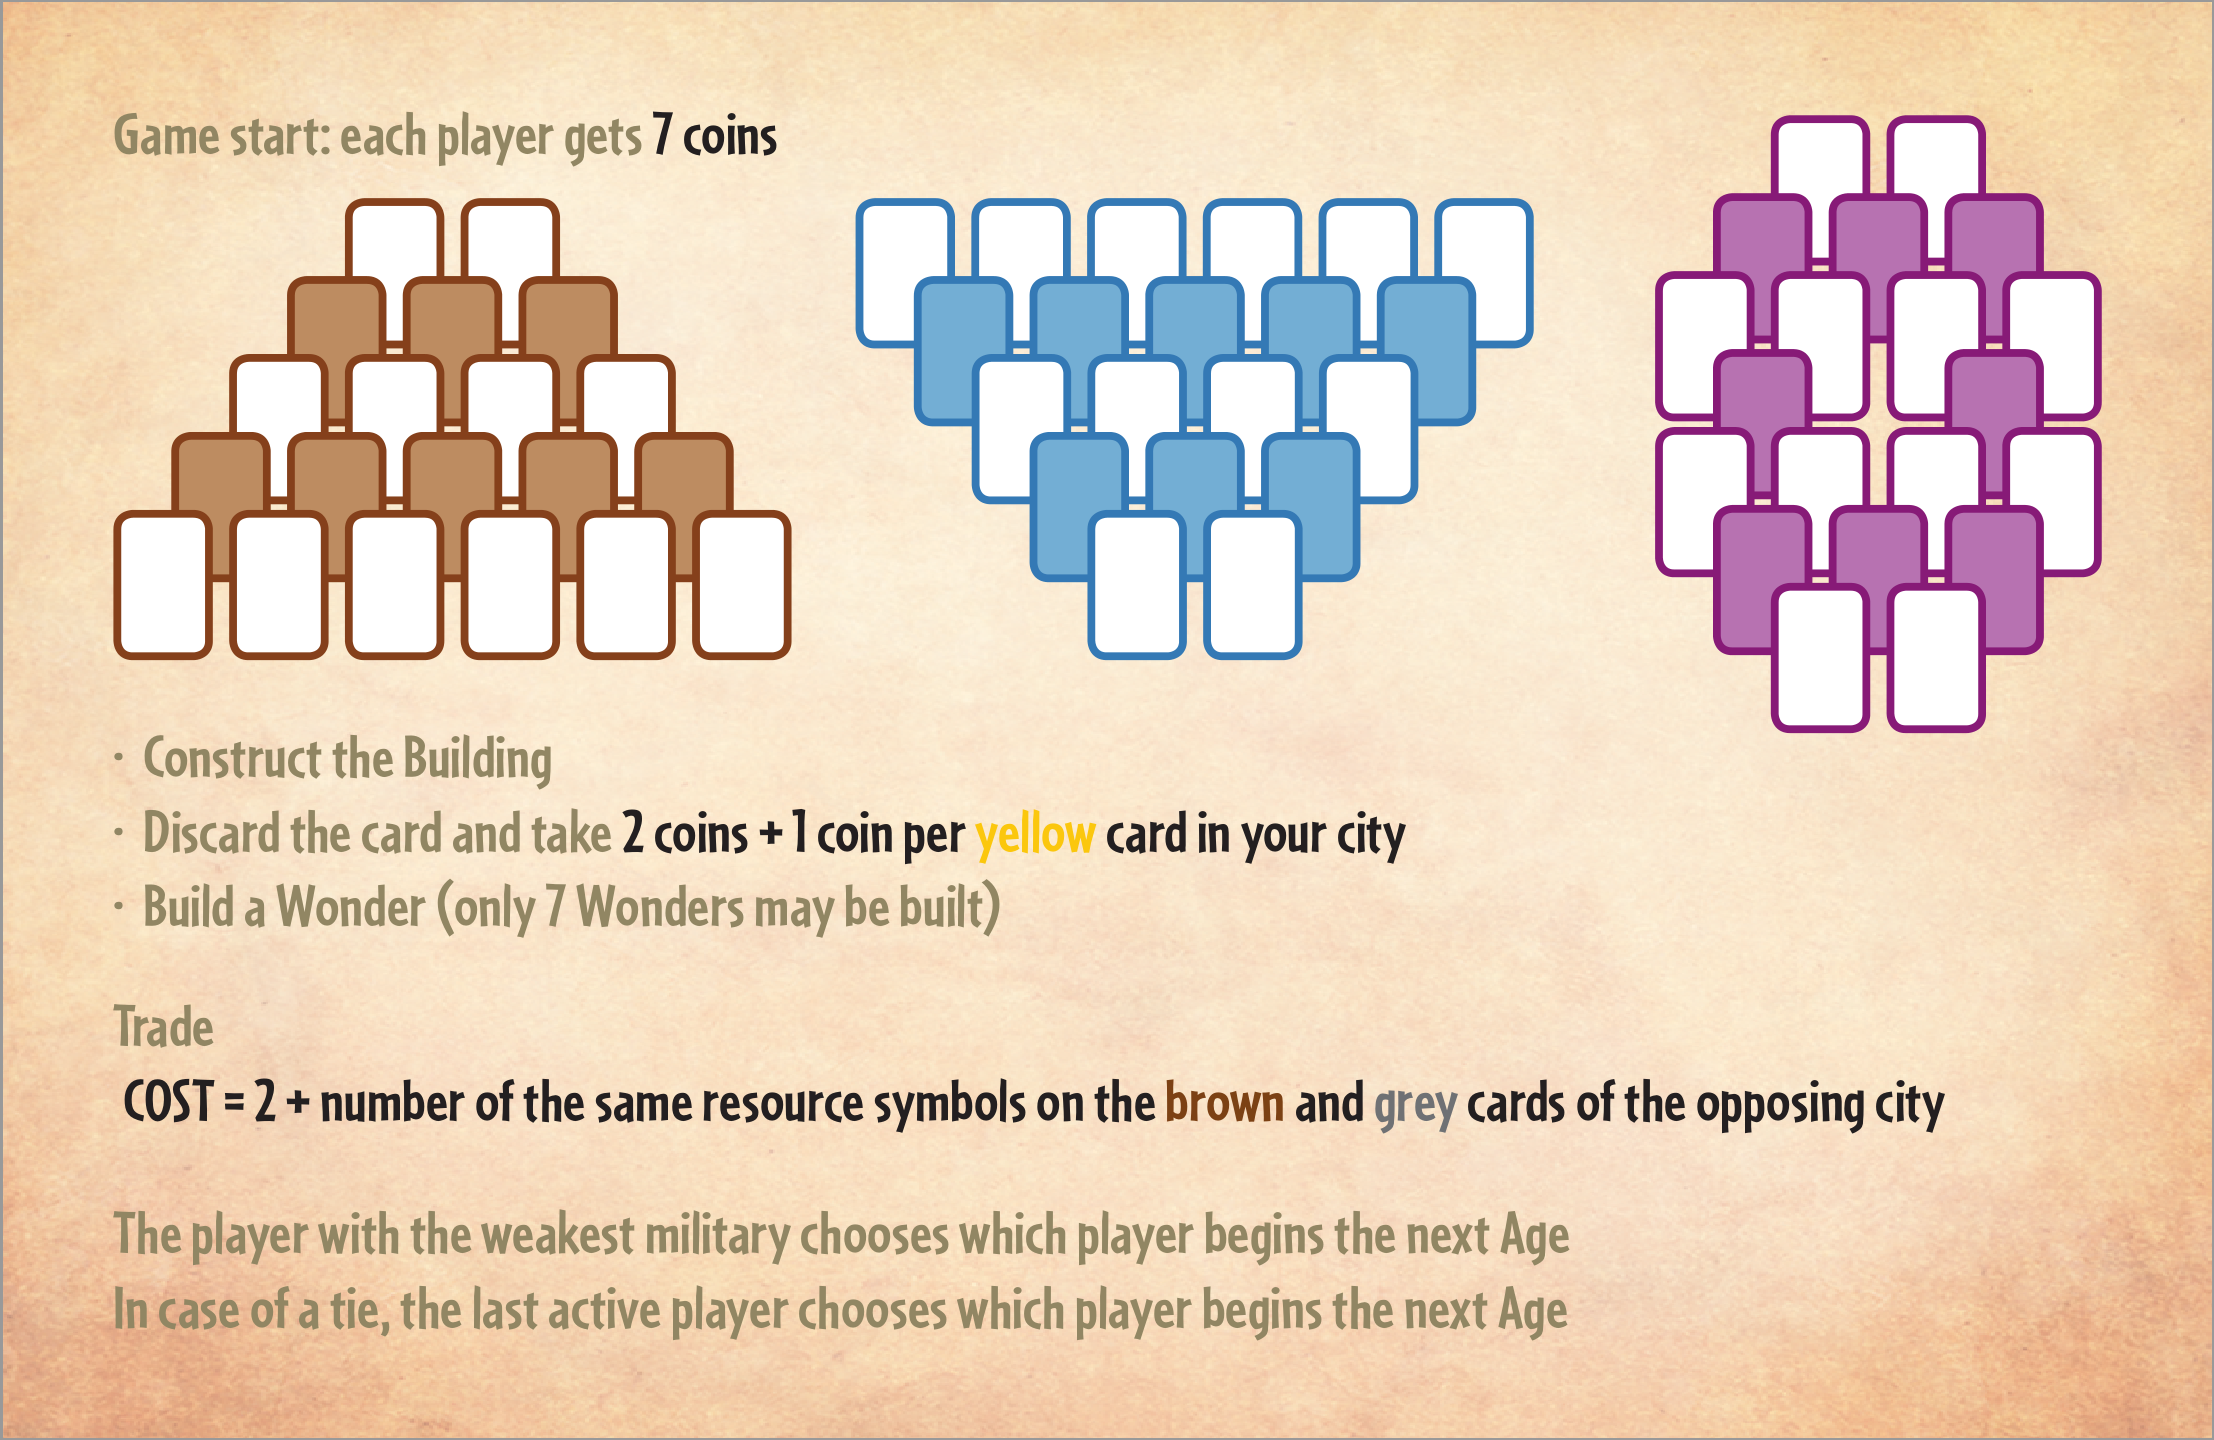 Game start: each player gets 7 coins
· Construct the Building
· Discard the card and take 2 coins + 1 coin per yellow card in your city
· Build a Wonder (only 7 Wonders may be built)
Trade
COST = 2 + number of the same resource symbols on the brown and grey cards of the opposing city
The player with the weakest military chooses which player begins the next Age
In case of a tie, the last active player chooses which player begins the next Age